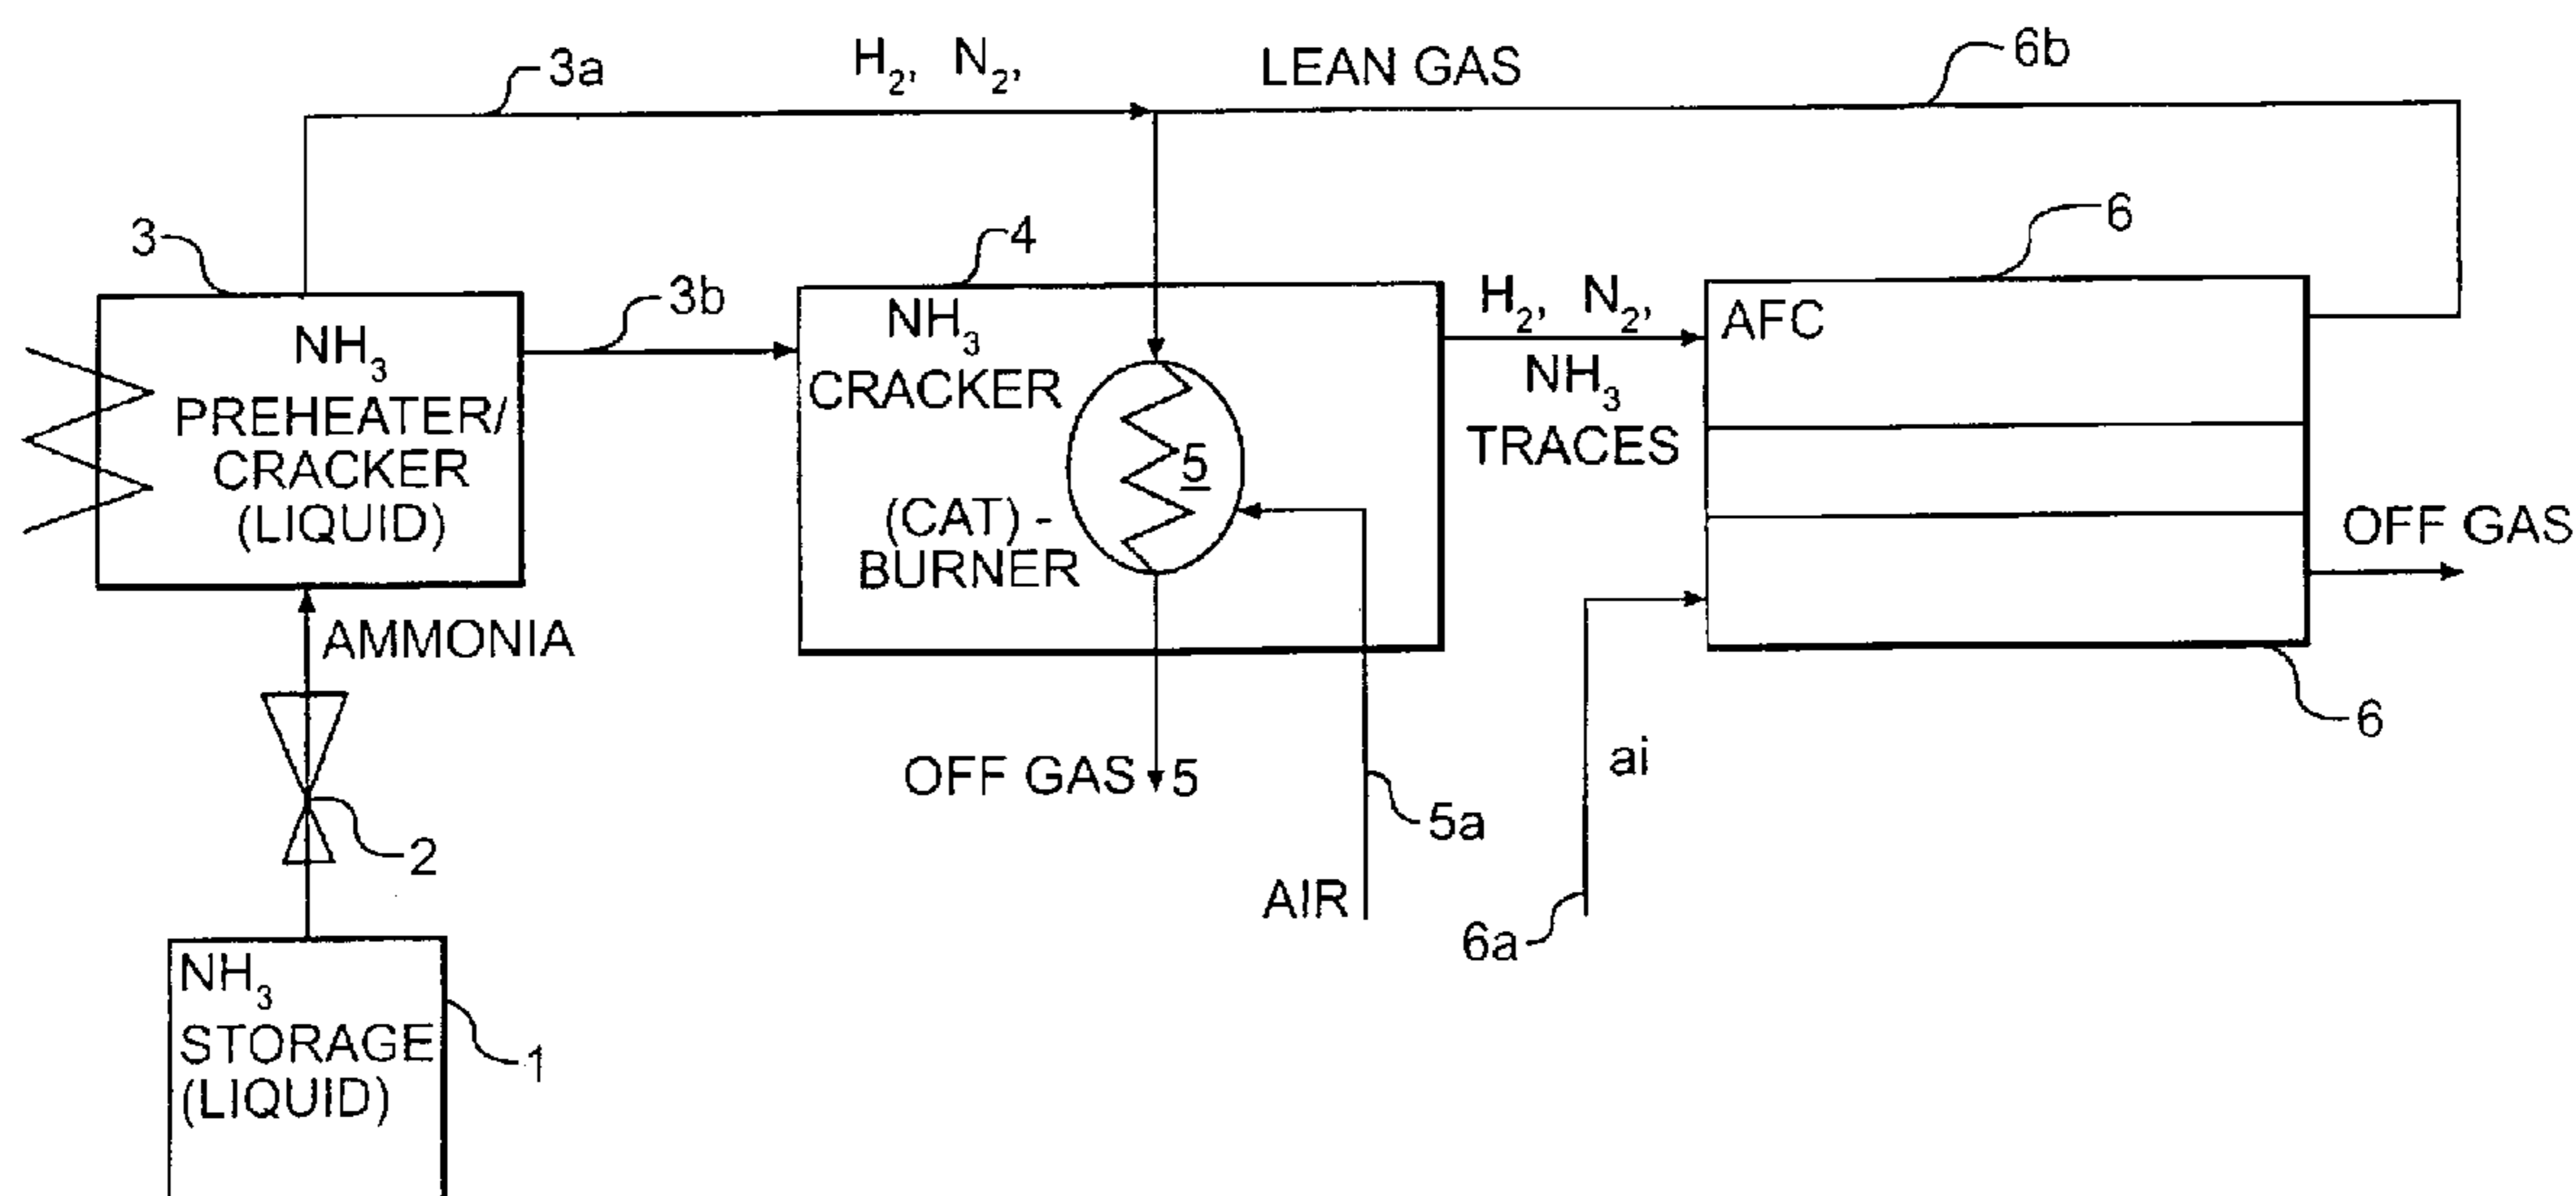 3a
H₂, N₂,
LEAN GAS
6b
3
4
6
3b
NH₃
PREHEATER/
CRACKER
(LIQUID)
NH₃
CRACKER
5
(CAT) -
BURNER
H₂, N₂,
NH₃
TRACES
AFC
OFF GAS
AMMONIA
6
OFF GAS 5
ai
5a
2
AIR
6a
NH₃
STORAGE
(LIQUID)
1